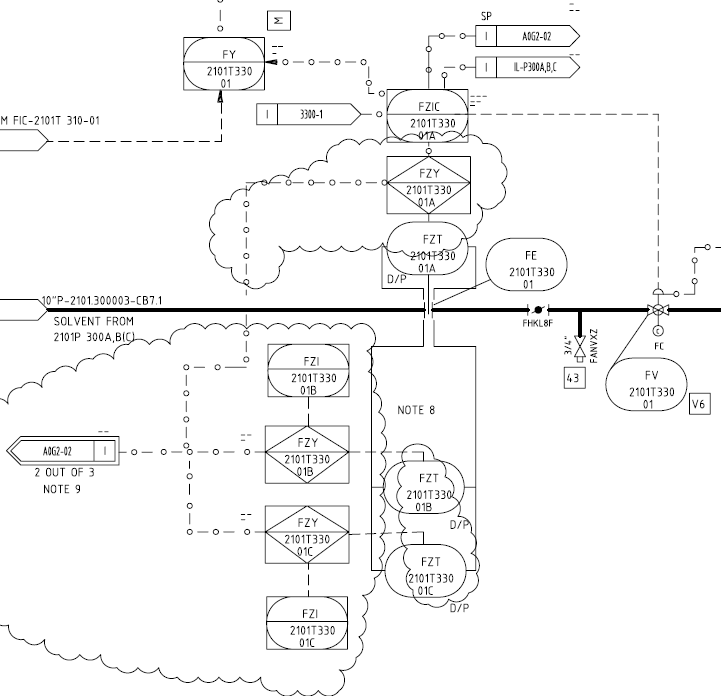 SP
M
I AOG2-02
FY
2101T330
01
I IL-P300A,B,C
M FIC-2101T 310-01
I 3300-1
FZIC
2101T330
01A
FZY
2101T330
01A
FZT
2101T330
01A
D/P
FE
2101T330
01
10"P-2101.300003-CB7.1
SOLVENT FROM
2101P 300A,B(C)
FHKL8F
3/4"
FANVXZ
C
FC
43
FV
2101T330
01
V6
FZI
2101T330
01B
NOTE 8
AOG2-02 I
2 OUT OF 3
NOTE 9
FZY
2101T330
01B
FZT
2101T330
01B
D/P
FZY
2101T330
01C
FZT
2101T330
01C
D/P
FZI
2101T330
01C